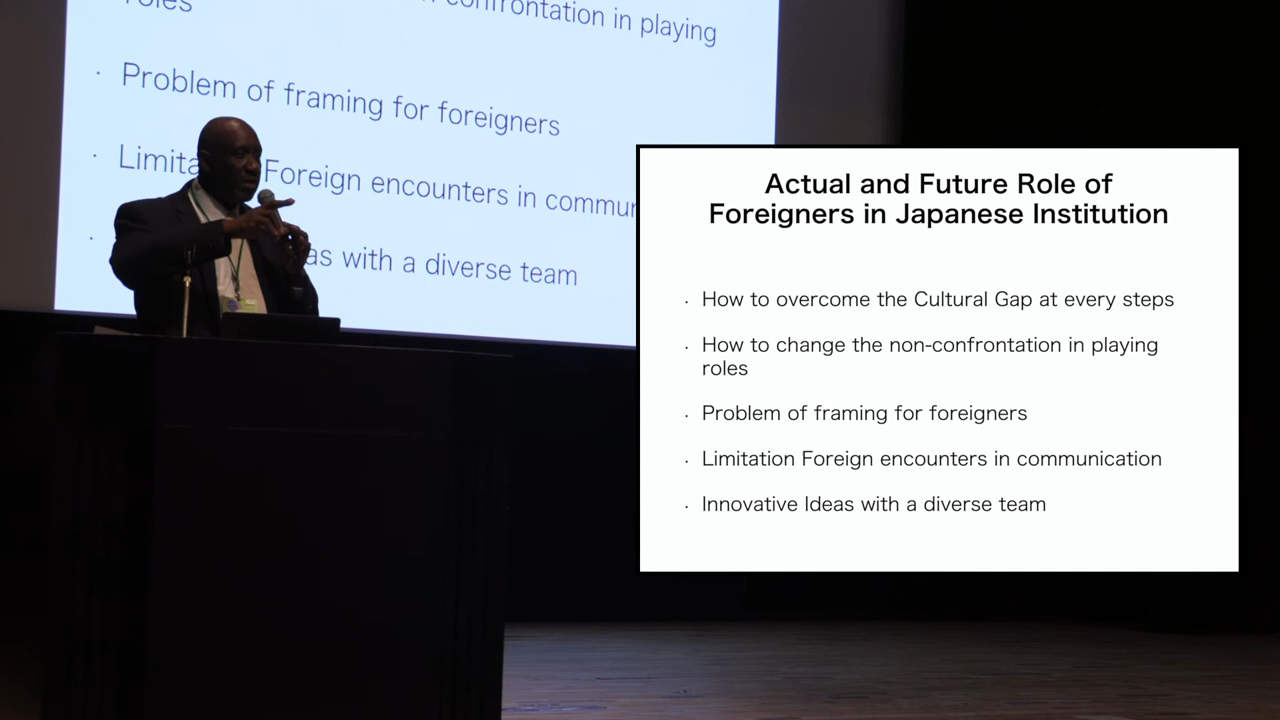 roles
confrontation in playing
· Problem of framing for foreigners
· Limita Foreign encounters in commu
· as with a diverse team
Actual and Future Role of
Foreigners in Japanese Institution
· How to overcome the Cultural Gap at every steps
· How to change the non-confrontation in playing
roles
· Problem of framing for foreigners
· Limitation Foreign encounters in communication
· Innovative Ideas with a diverse team